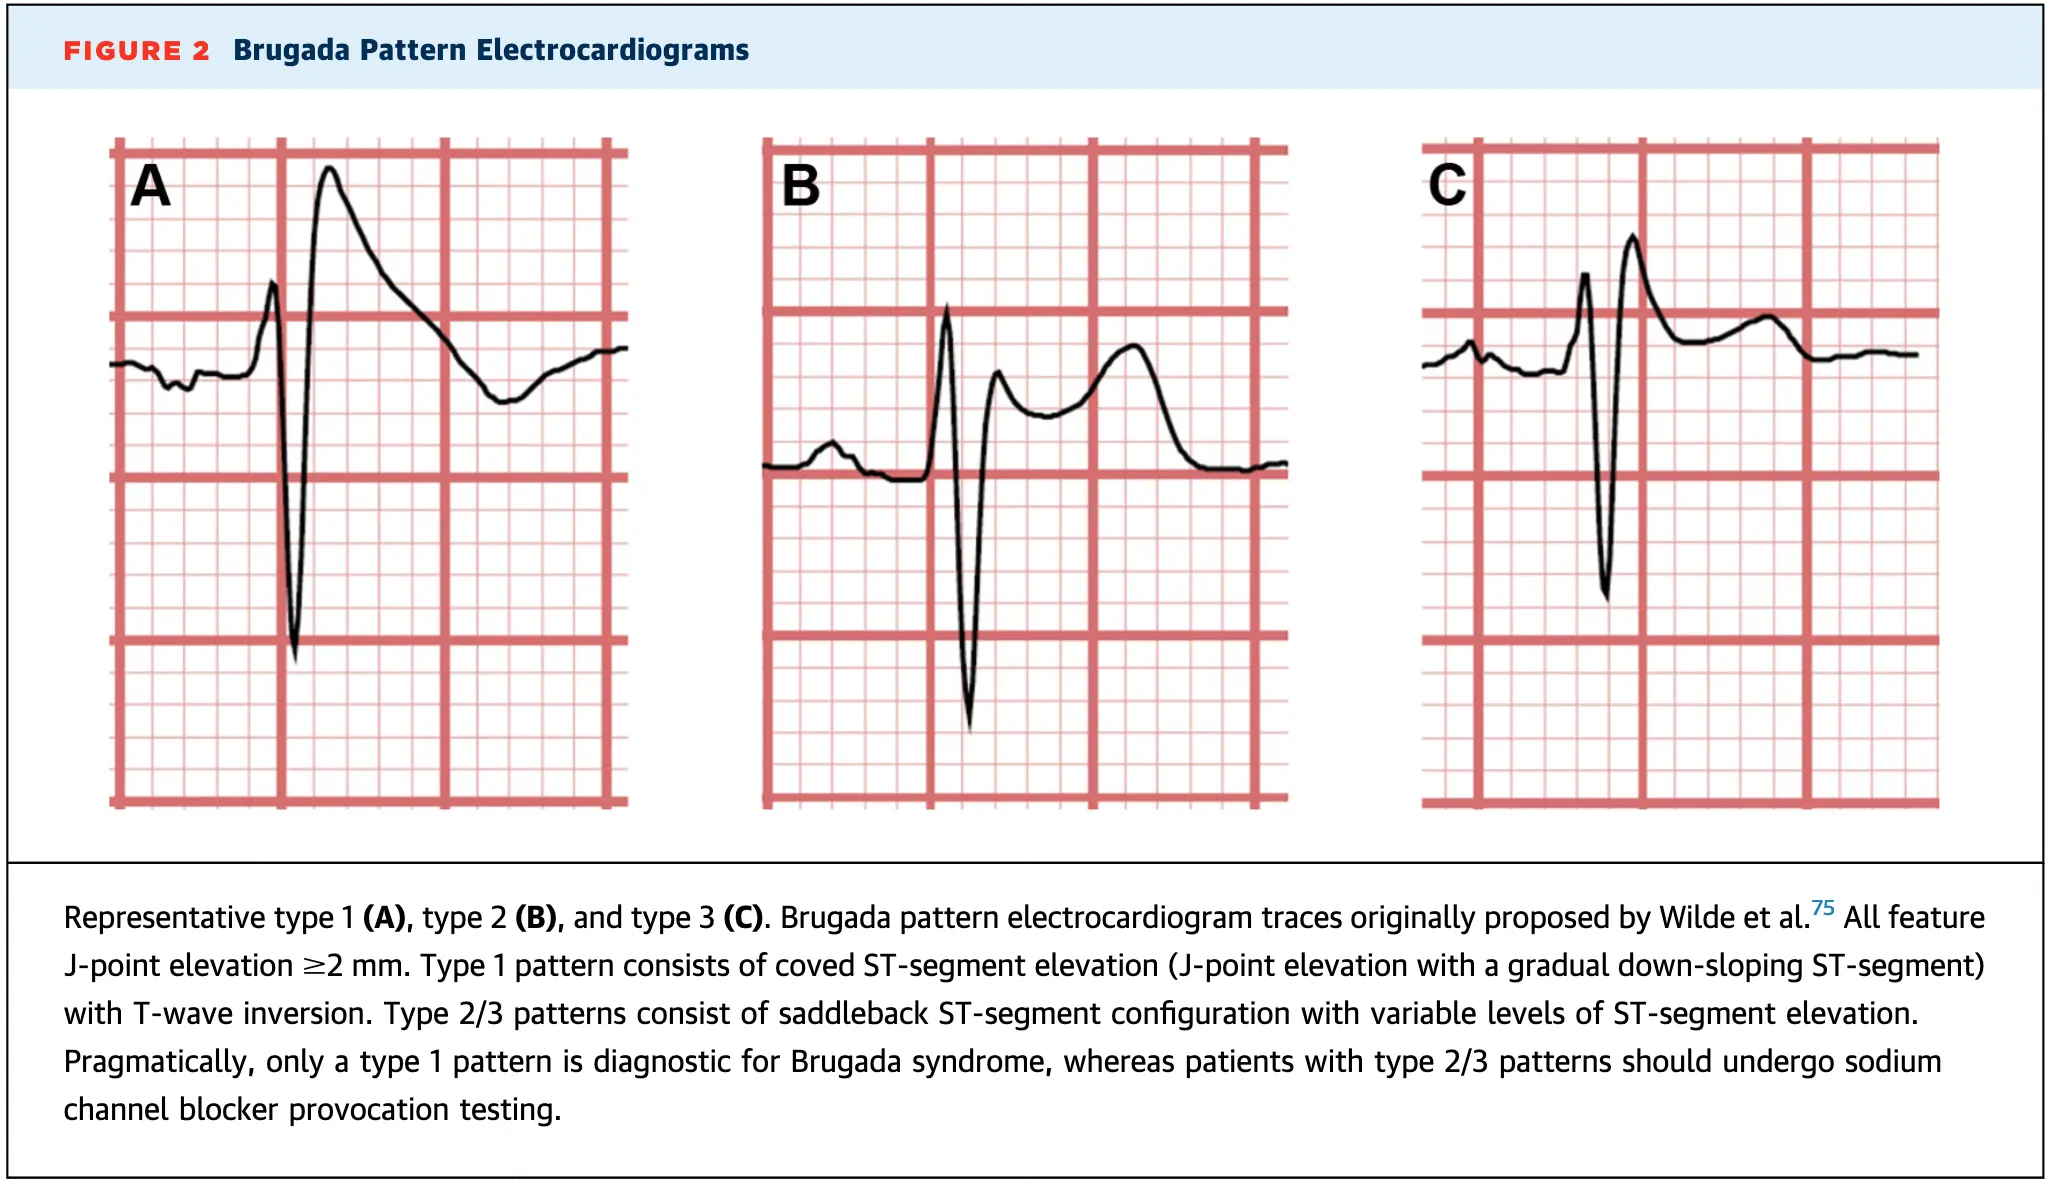 FIGURE 2 Brugada Pattern Electrocardiograms
A
B
C
Representative type 1 (A), type 2 (B), and type 3 (C). Brugada pattern electrocardiogram traces originally proposed by Wilde et al.75 All feature
J-point elevation ≥2 mm. Type 1 pattern consists of coved ST-segment elevation (J-point elevation with a gradual down-sloping ST-segment)
with T-wave inversion. Type 2/3 patterns consist of saddleback ST-segment configuration with variable levels of ST-segment elevation.
Pragmatically, only a type 1 pattern is diagnostic for Brugada syndrome, whereas patients with type 2/3 patterns should undergo sodium
channel blocker provocation testing.